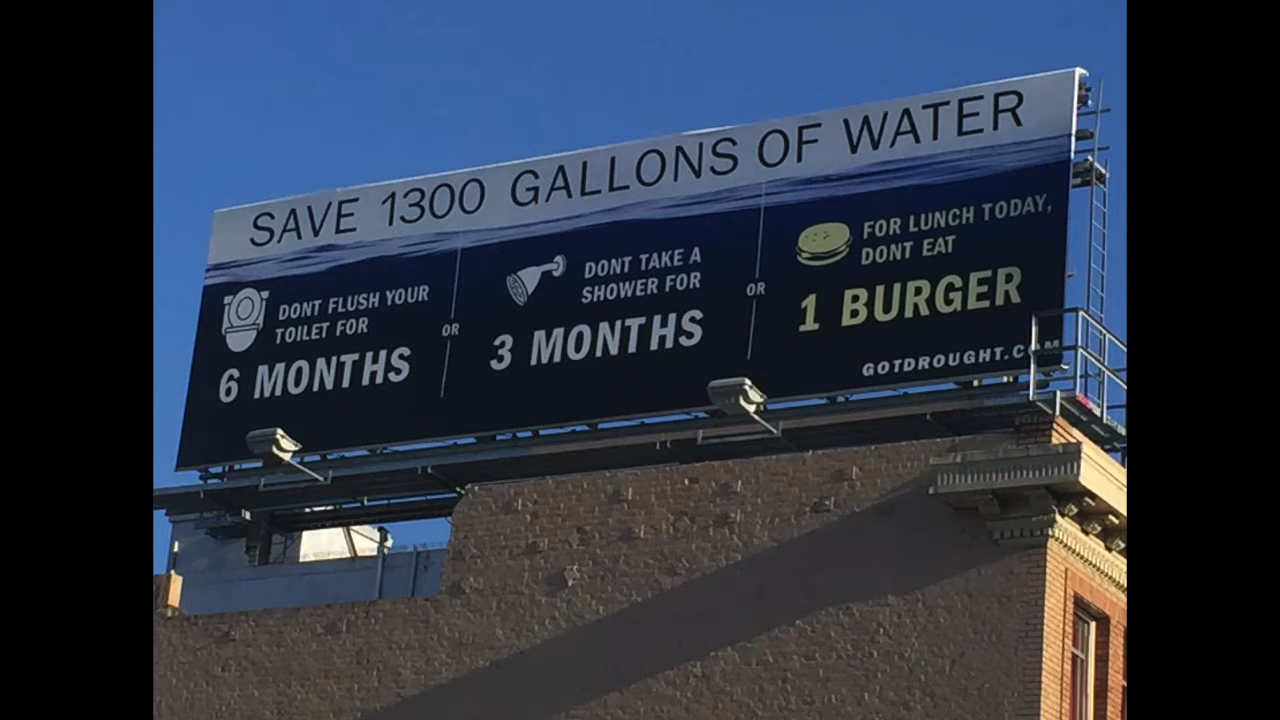 SAVE 1300 GALLONS OF WATER
DONT FLUSH YOUR
TOILET FOR
6 MONTHS
OR
DONT TAKE A
SHOWER FOR
3 MONTHS
OR
FOR LUNCH TODAY,
DONT EAT
1 BURGER
GOTDROUGHT.COM